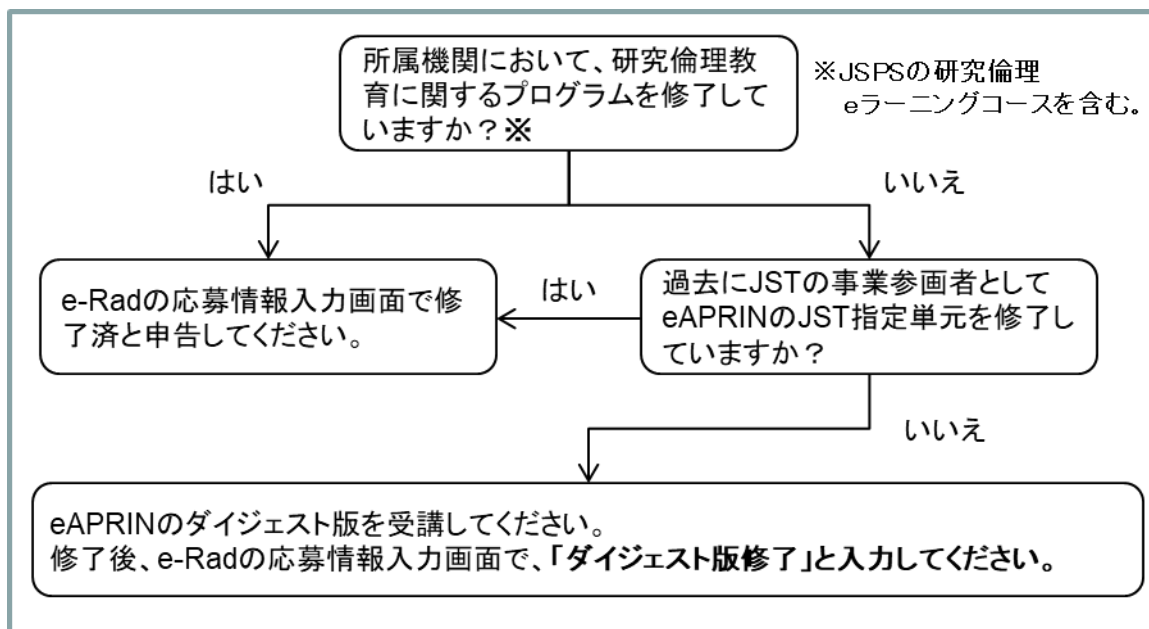 所属機関において、研究倫理教
育に関するプログラムを修了して
いますか？※
※JSPSの研究倫理
eラーニングコースを含む。
はい
いいえ
e-Radの応募情報入力画面で修
了済と申告してください。
はい
過去にJSTの事業参画者として
eAPRINのJST指定単元を修了し
ていますか？
いいえ
eAPRINのダイジェスト版を受講してください。
修了後、e-Radの応募情報入力画面で、「ダイジェスト版修了」と入力してください。